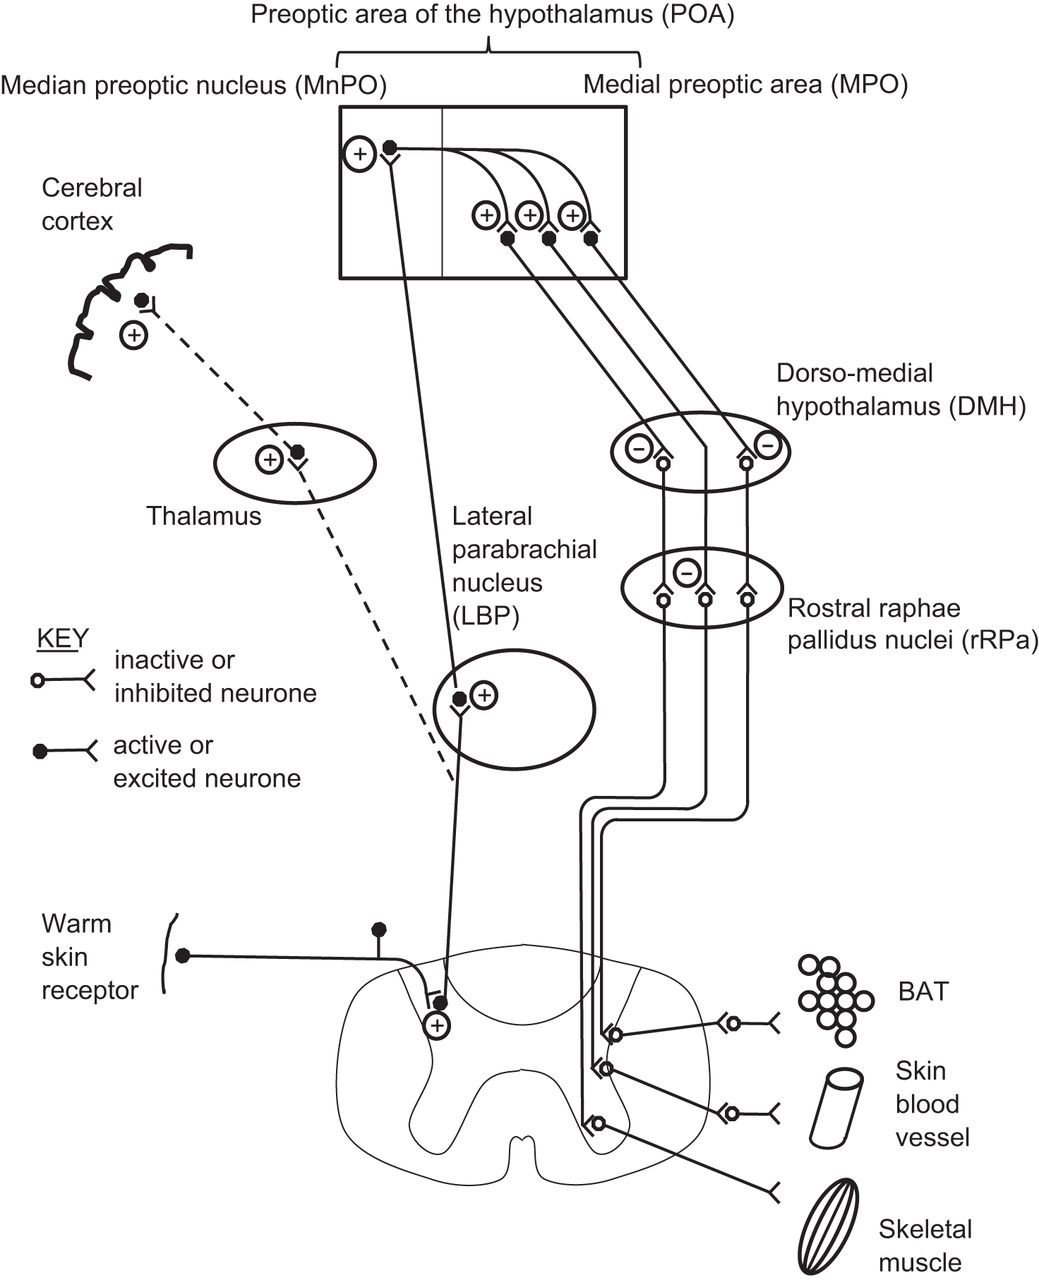 Preoptic area of the hypothalamus (POA)
Median preoptic nucleus (MnPO)
Medial preoptic area (MPO)
+
+
+
+
Cerebral
cortex
+
Dorso-medial
hypothalamus (DMH)
+
−
−
Thalamus
Lateral
parabrachial
nucleus
(LBP)
−
Rostral raphae
pallidus nuclei (rRPa)
KEY
inactive or
inhibited neurone
+
active or
excited neurone
Warm
skin
receptor
+
BAT
Skin
blood
vessel
Skeletal
muscle